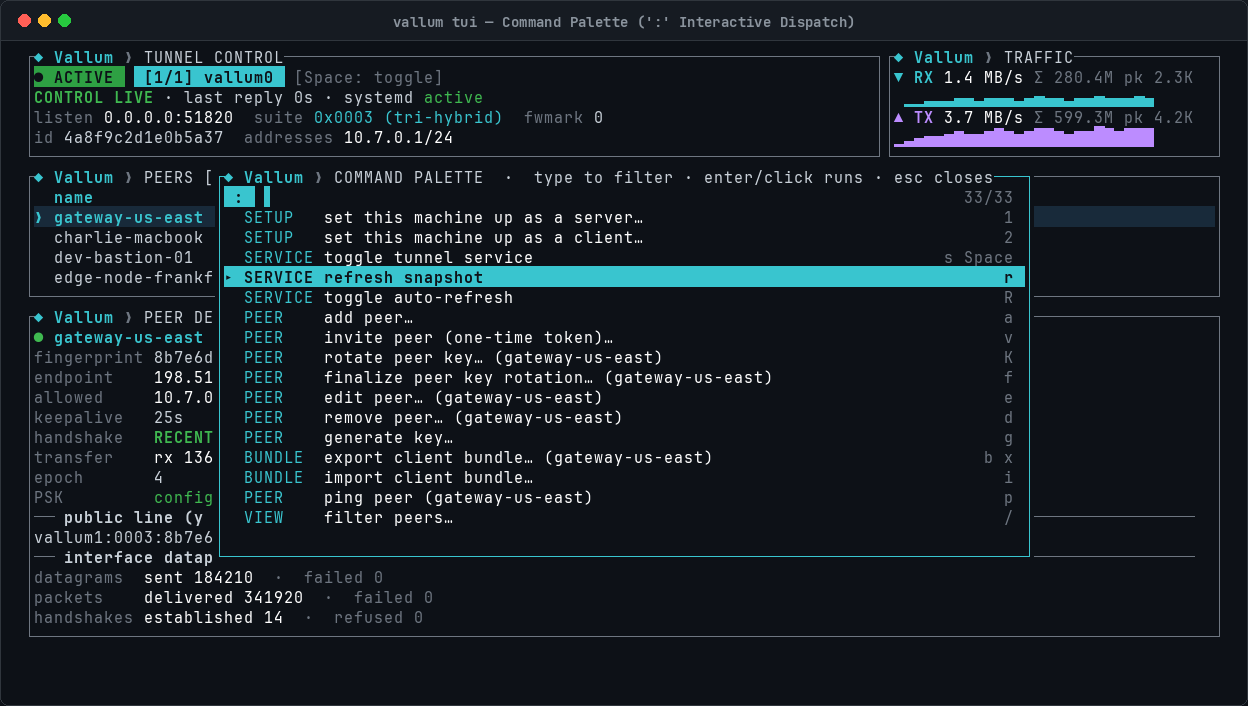 vallum tui — Command Palette (':' Interactive Dispatch)
◆ Vallum ⟫ TUNNEL CONTROL
● ACTIVE [1/1] vallum0 [Space: toggle]
CONTROL LIVE · last reply 0s · systemd active
listen 0.0.0.0:51820 suite 0x0003 (tri-hybrid) fwmark 0
id 4a8f9c2d1e0b5a37 addresses 10.7.0.1/24
◆ Vallum ⟫ TRAFFIC
▼ RX 1.4 MB/s Σ 280.4M pk 2.3K
▲ TX 3.7 MB/s Σ 599.3M pk 4.2K
◆ Vallum ⟫ PEERS [
name
⟫ gateway-us-east
charlie-macbook
dev-bastion-01
edge-node-frankf
◆ Vallum ⟫ COMMAND PALETTE · type to filter · enter/click runs · esc closes
: 33/33
SETUP set this machine up as a server… 1
SETUP set this machine up as a client… 2
SERVICE toggle tunnel service s Space
▸ SERVICE refresh snapshot r
SERVICE toggle auto-refresh R
PEER add peer… a
PEER invite peer (one-time token)… v
PEER rotate peer key… (gateway-us-east) K
PEER finalize peer key rotation… (gateway-us-east) f
PEER edit peer… (gateway-us-east) e
PEER remove peer… (gateway-us-east) d
PEER generate key… g
BUNDLE export client bundle… (gateway-us-east) b x
BUNDLE import client bundle… i
PEER ping peer (gateway-us-east) p
VIEW filter peers… /
◆ Vallum ⟫ PEER DE
● gateway-us-east
fingerprint 8b7e6d
endpoint 198.51
allowed 10.7.0
keepalive 25s
handshake RECENT
transfer rx 136
epoch 4
PSK config
── public line (y
vallum1:0003:8b7e6
── interface datap
datagrams sent 184210 · failed 0
packets delivered 341920 · failed 0
handshakes established 14 · refused 0